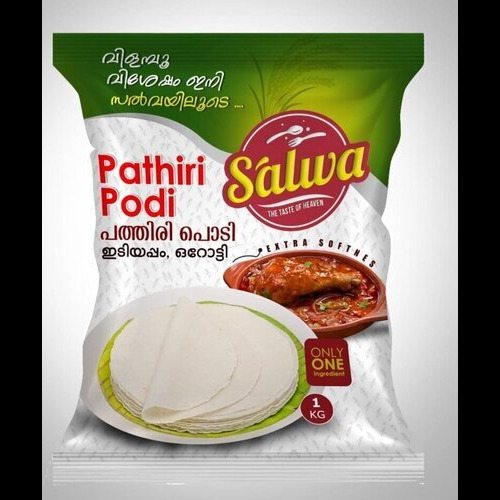 വിളമ്പൂ
വിശേഷം ഇനി
സൽവയിലൂടെ ...
Salwa
THE TASTE OF HEAVEN
Pathiri
Podi
പത്തിരി പൊടി
ഇടിയപ്പം, ഒറോട്ടി
EXTRA SOFTNES
ONLY
ONE
Ingredient
1
KG